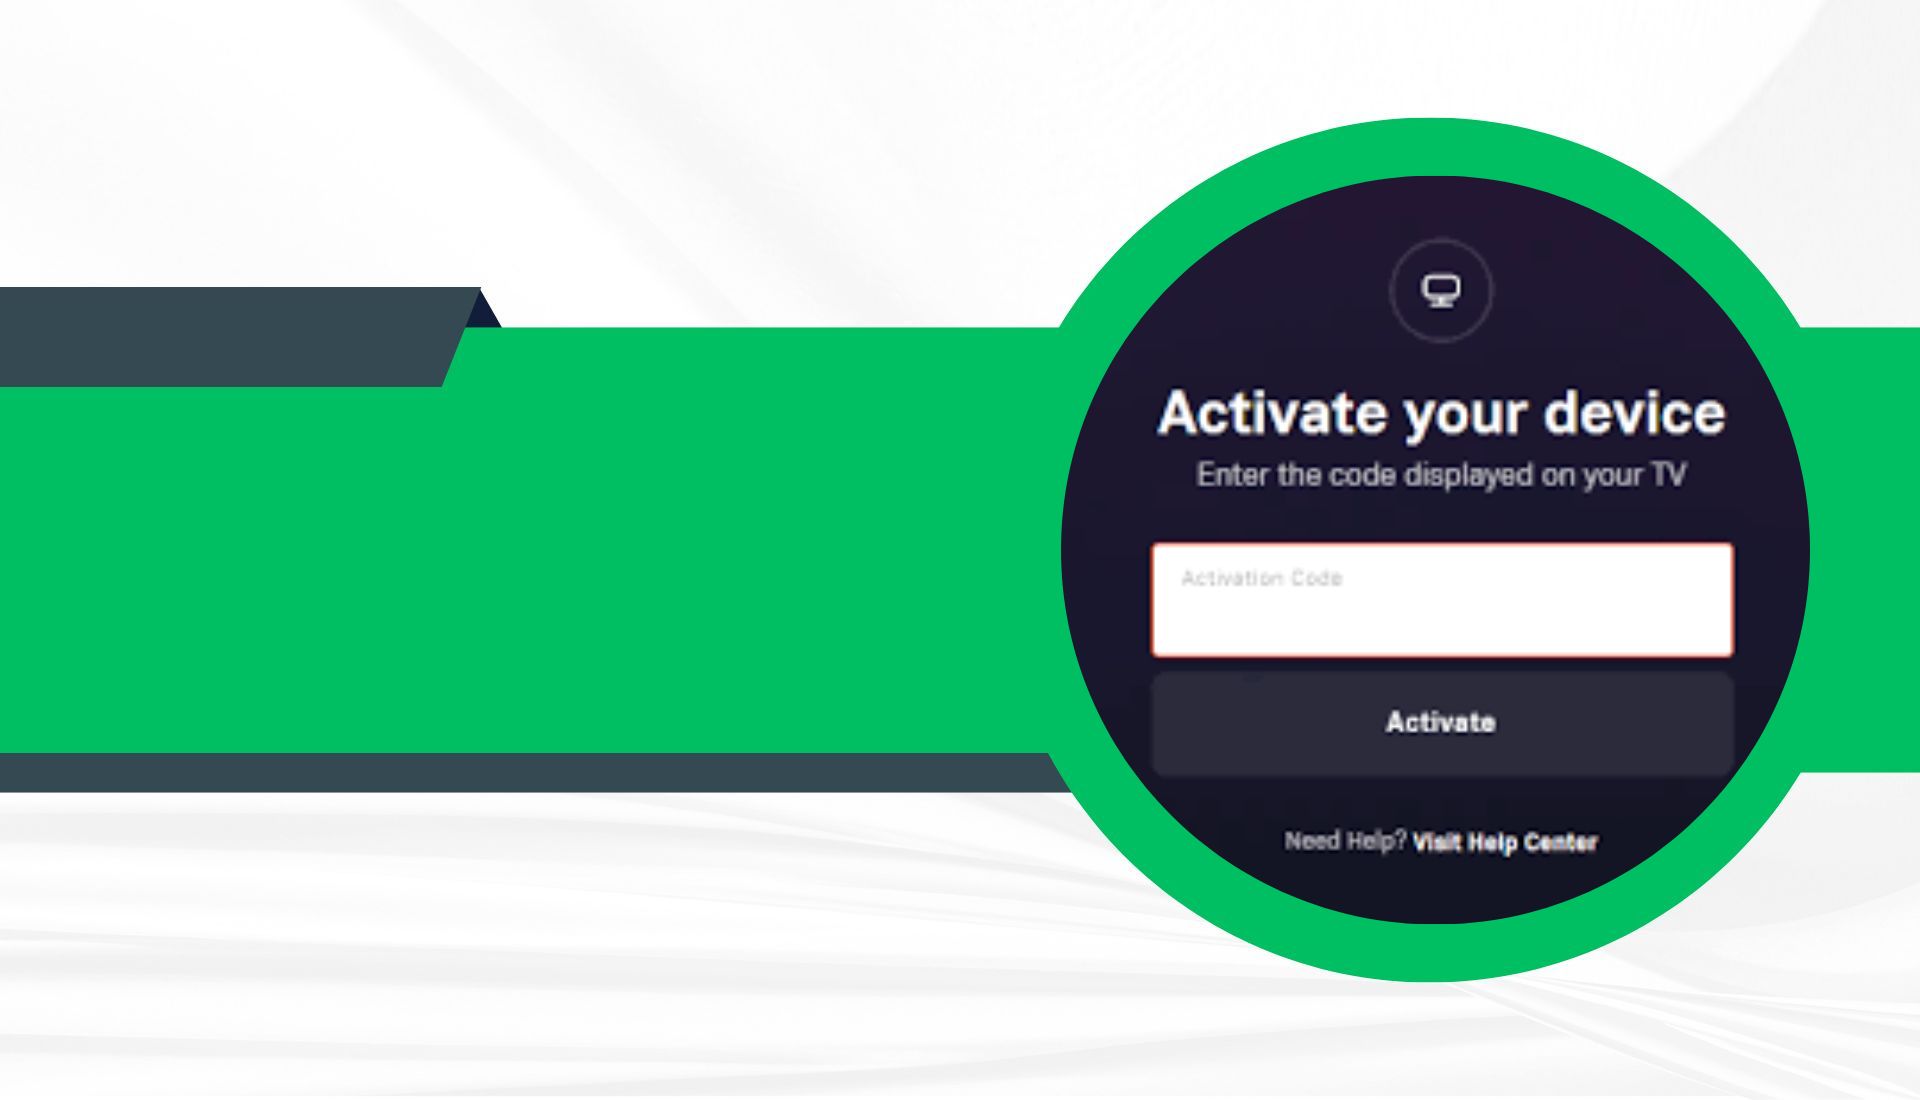 Activate your device
Enter the code displayed on your TV
Activation Code
Activate
Need Help? Visit Help Center